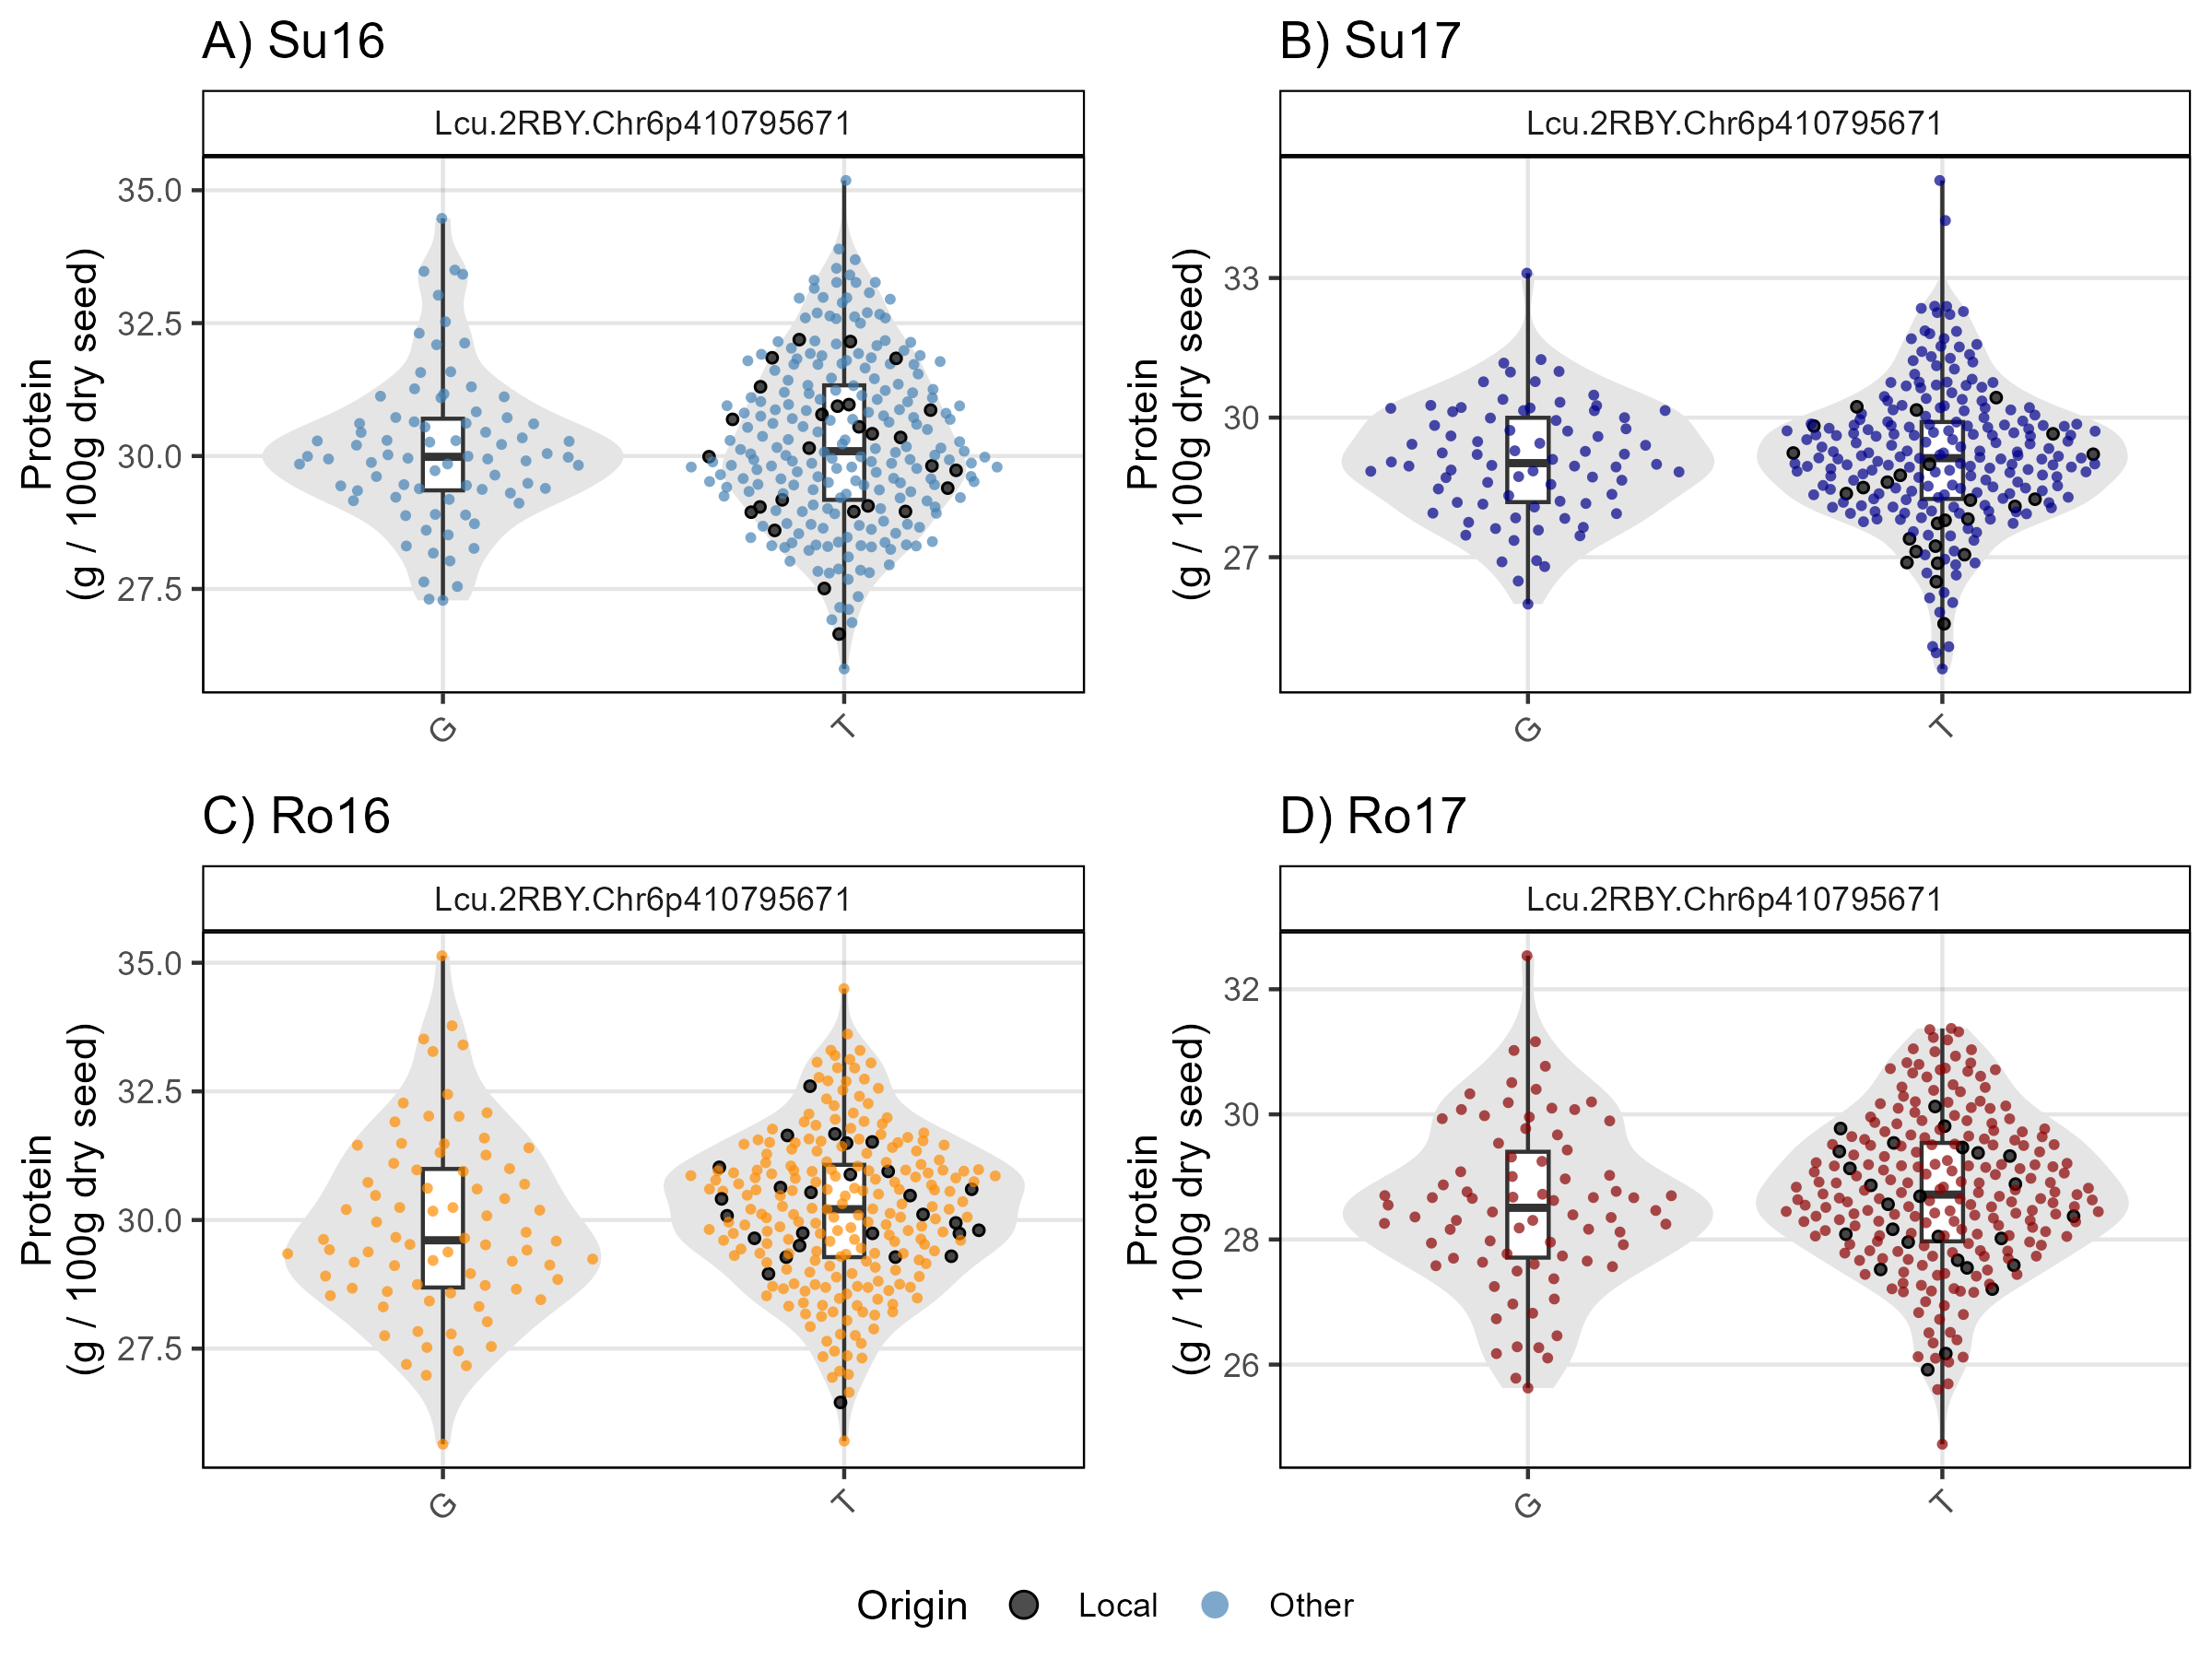 A) Su16
Lcu.2RBY.Chr6p410795671
Protein
(g / 100g dry seed)
35.0
32.5
30.0
27.5
G
T
B) Su17
Lcu.2RBY.Chr6p410795671
Protein
(g / 100g dry seed)
33
30
27
G
T
C) Ro16
Lcu.2RBY.Chr6p410795671
Protein
(g / 100g dry seed)
35.0
32.5
30.0
27.5
G
T
D) Ro17
Lcu.2RBY.Chr6p410795671
Protein
(g / 100g dry seed)
32
30
28
26
G
T
Origin Local Other